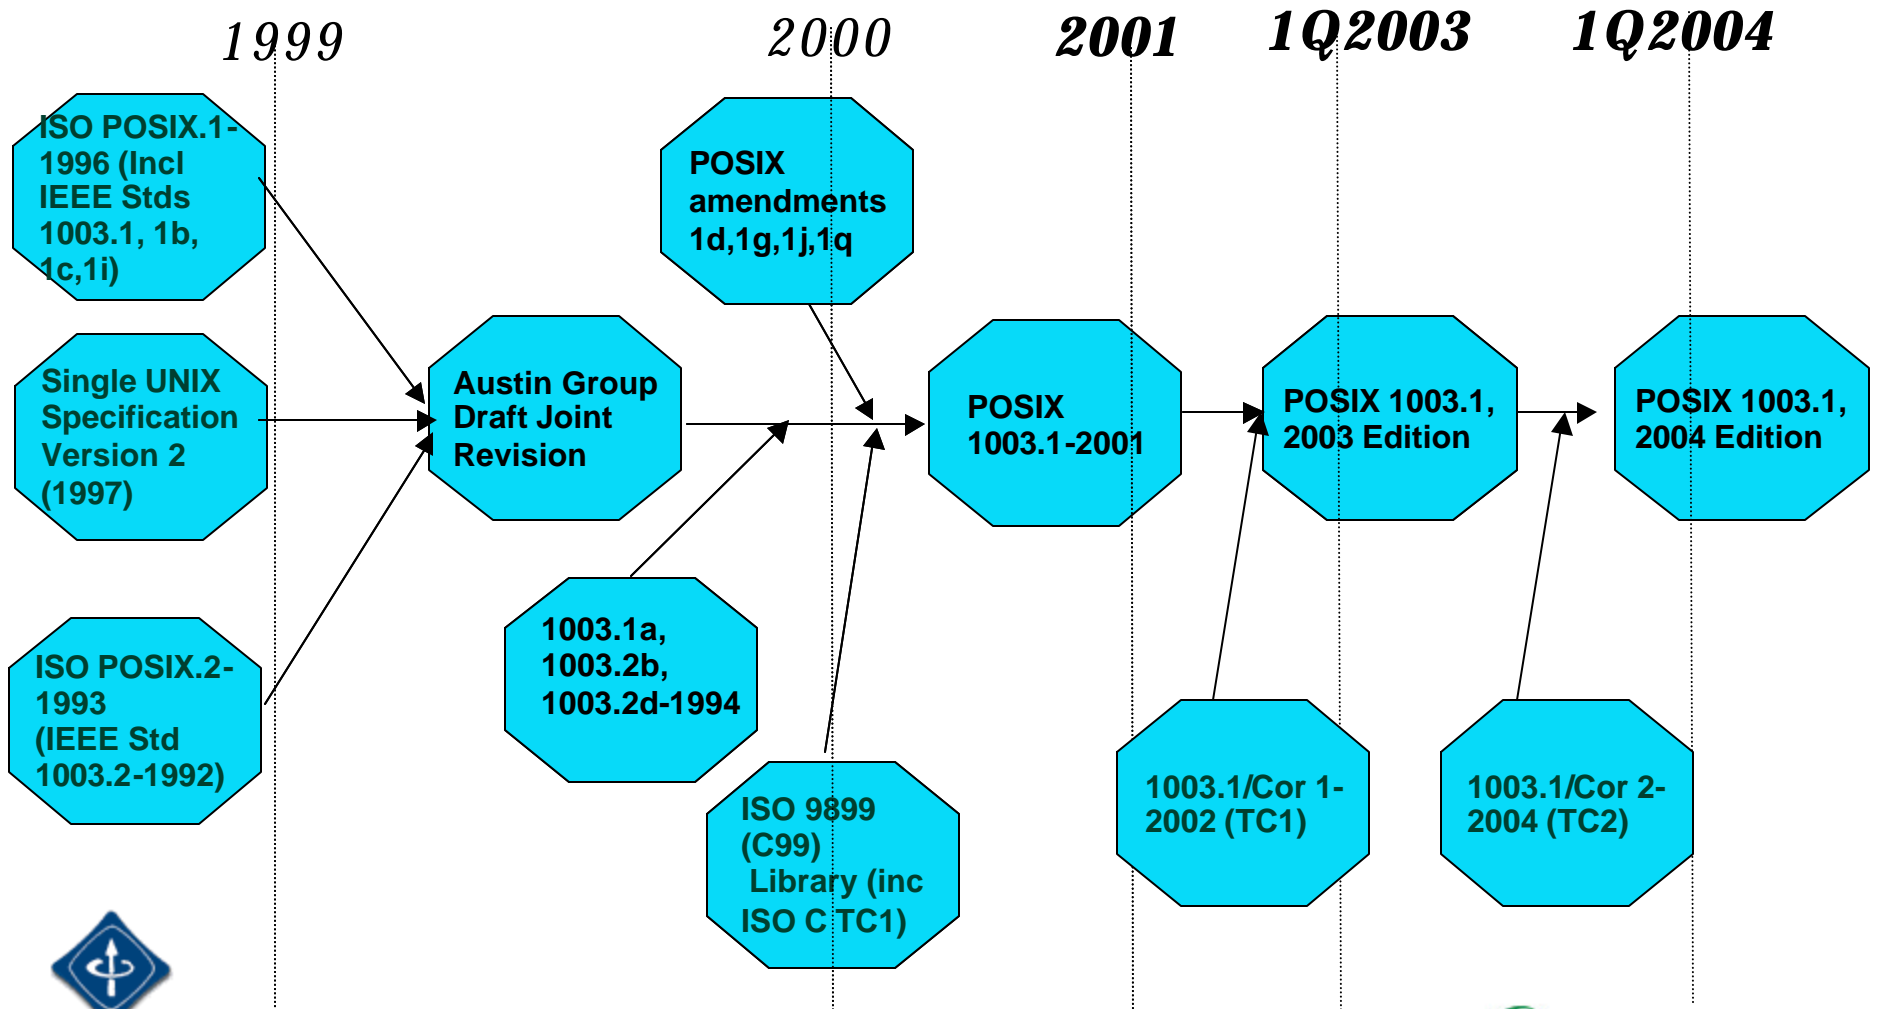 1999
2000
2001
1Q2003
1Q2004
ISO POSIX.1-
1996 (Incl
IEEE Stds
1003.1, 1b,
1c,1i)
POSIX
amendments
1d,1g,1j,1q
Single UNIX
Specification
Version 2
(1997)
Austin Group
Draft Joint
Revision
POSIX
1003.1-2001
POSIX 1003.1,
2003 Edition
POSIX 1003.1,
2004 Edition
ISO POSIX.2-
1993
(IEEE Std
1003.2-1992)
1003.1a,
1003.2b,
1003.2d-1994
ISO 9899
(C99)
Library (inc
ISO C TC1)
1003.1/Cor 1-
2002 (TC1)
1003.1/Cor 2-
2004 (TC2)